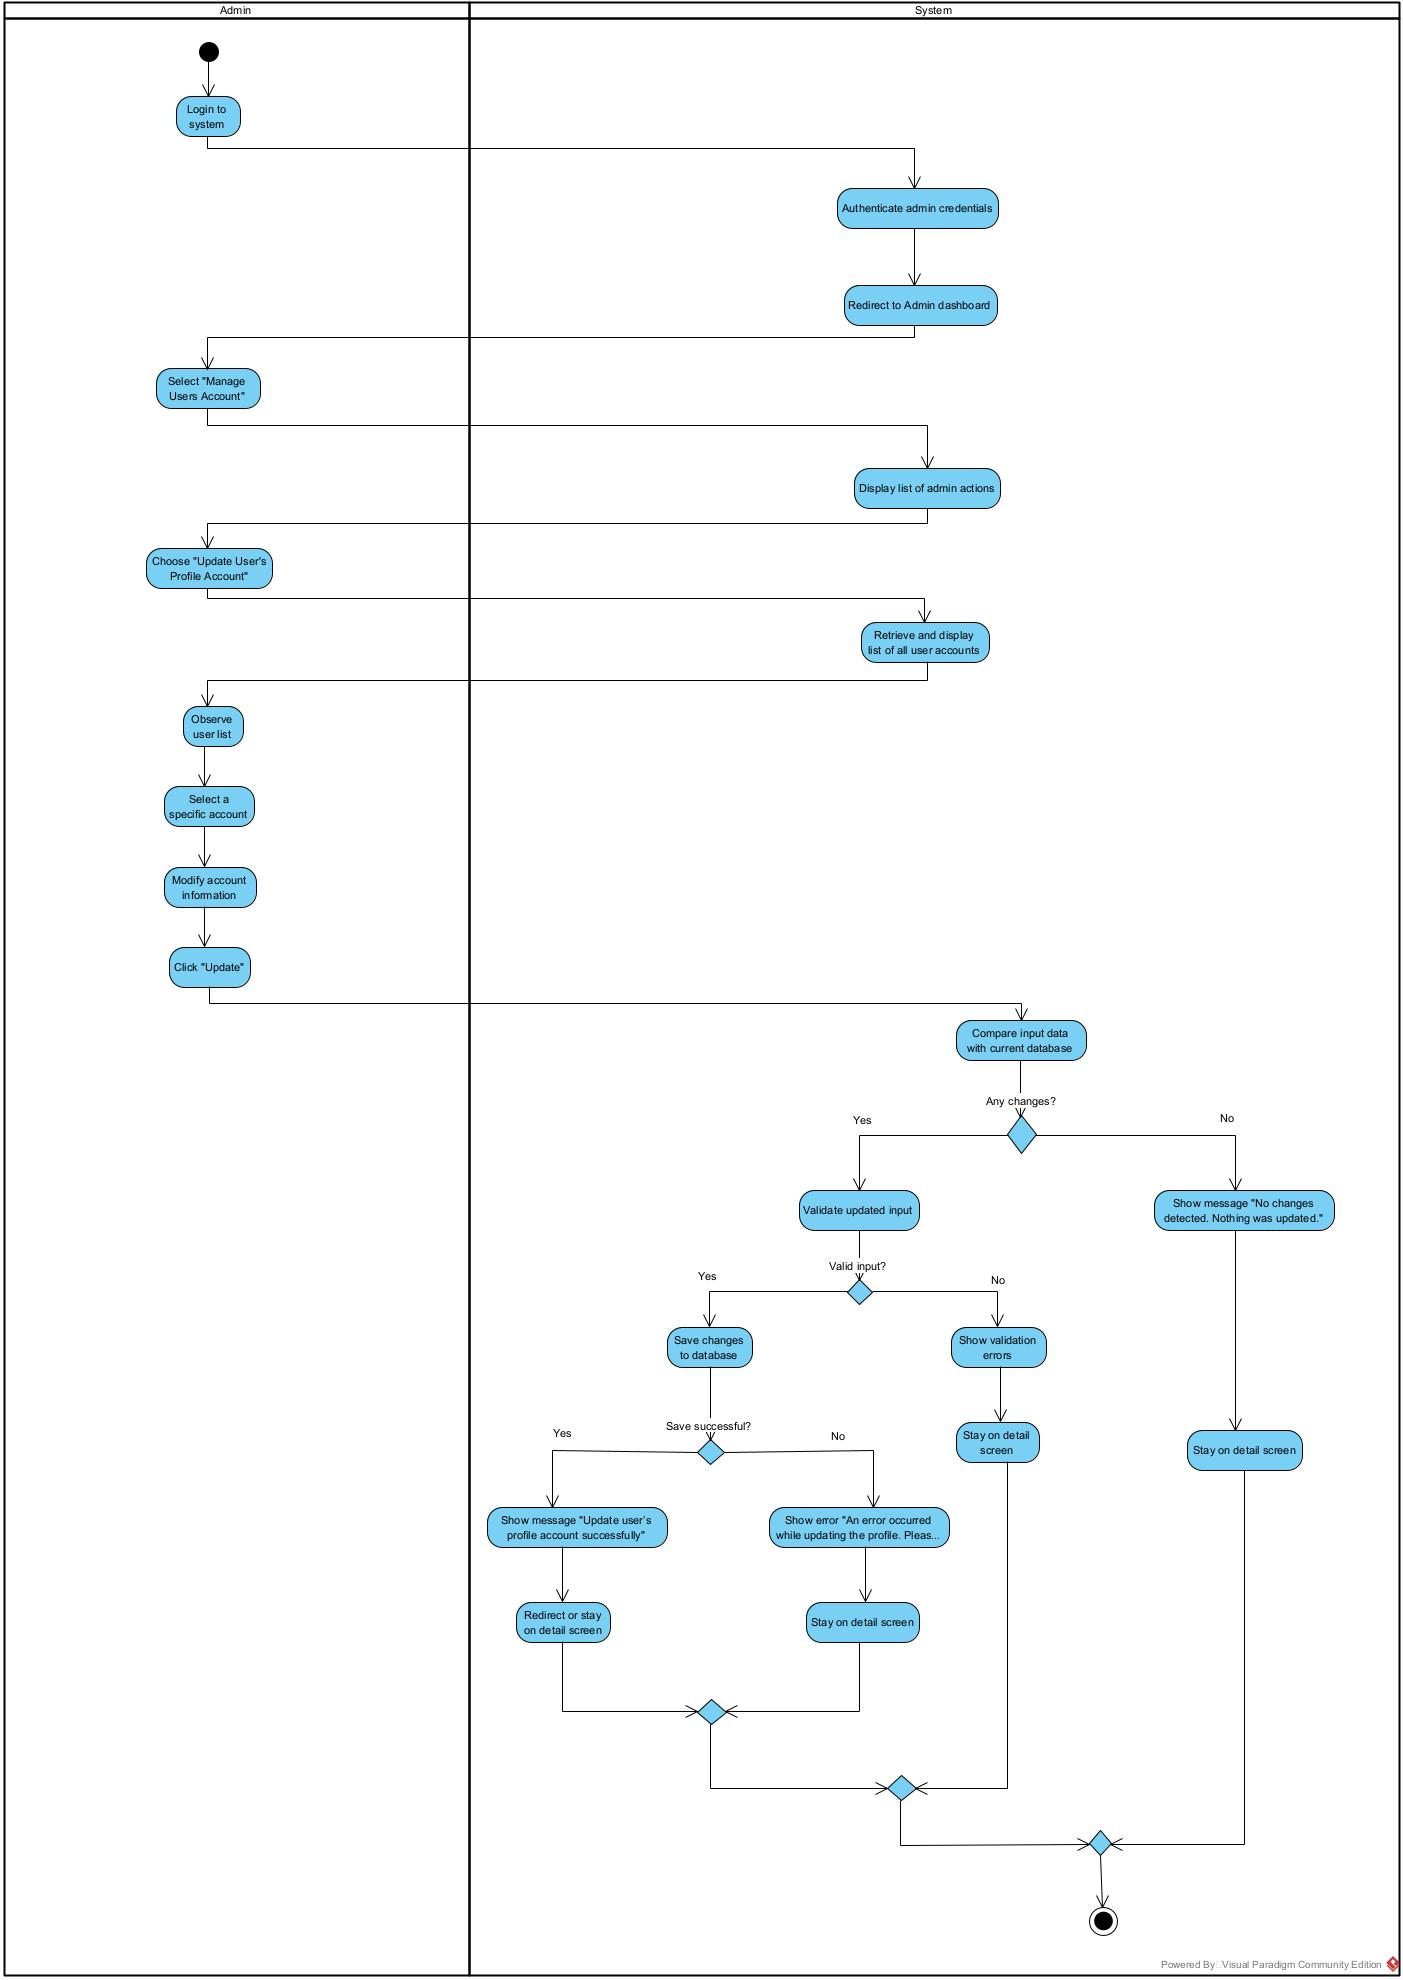 Admin
System
Login to
system
Authenticate admin credentials
Redirect to Admin dashboard
Select "Manage
Users Account"
Display list of admin actions
Choose "Update User's
Profile Account"
Retrieve and display
list of all user accounts
Observe
user list
Select a
specific account
Modify account
information
Click "Update"
Compare input data
with current database
Any changes?
Yes
No
Validate updated input
Show message "No changes
detected. Nothing was updated."
Valid input?
Yes
No
Save changes
to database
Show validation
errors
Save successful?
Yes
No
Stay on detail
screen
Stay on detail screen
Show message "Update user's
profile account successfully"
Show error "An error occurred
while updating the profile. Pleas...
Redirect or stay
on detail screen
Stay on detail screen
Powered By Visual Paradigm Community Edition